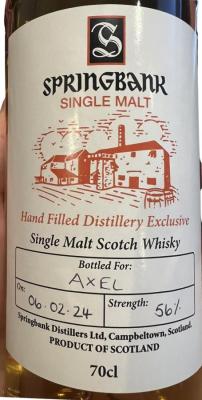 S
SPRINGBANK
SINGLE MALT
Hand Filled Distillery Exclusive
Single Malt Scotch Whisky
Bottled For:
AXEL
On:
06.02.24
Strength:
56%
Springbank Distillers Ltd, Campbeltown, Scotland.
PRODUCT OF SCOTLAND
70cl